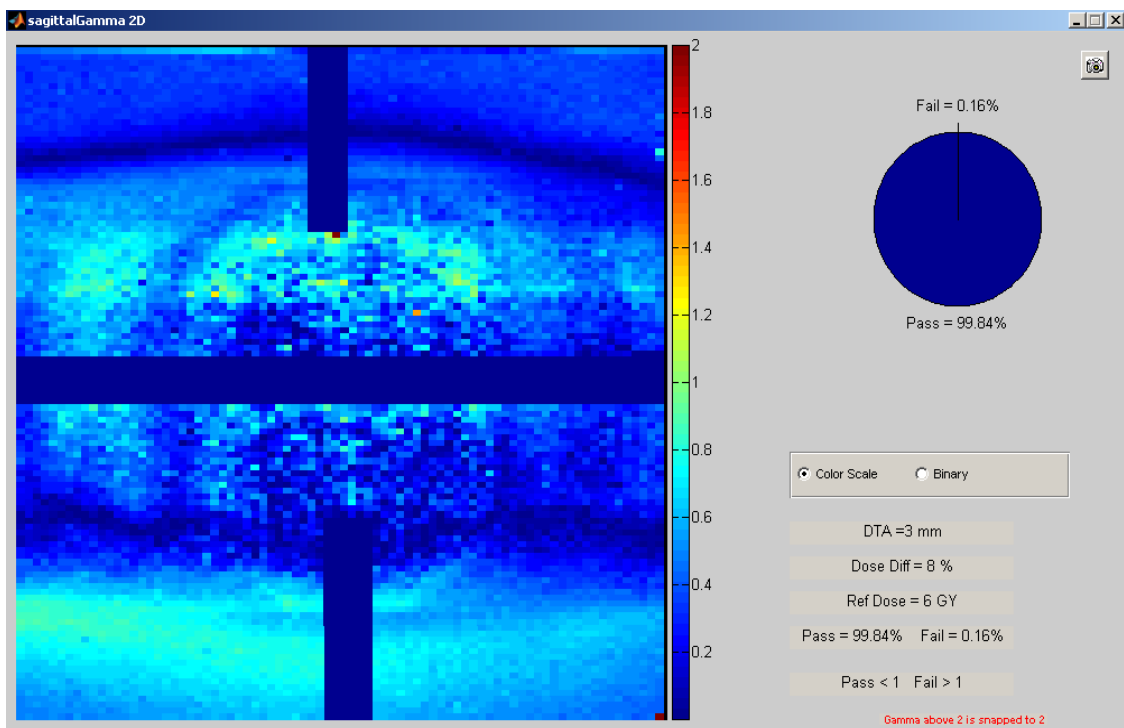 sagittalGamma 2D
2
1.8
1.6
1.4
1.2
1
0.8
0.6
0.4
0.2
Fail = 0.16%
Pass = 99.84%
Color Scale Binary
DTA =3 mm
Dose Diff = 8 %
Ref Dose = 6 GY
Pass = 99.84% Fail = 0.16%
Pass < 1 Fail > 1
Gamma above 2 is snapped to 2